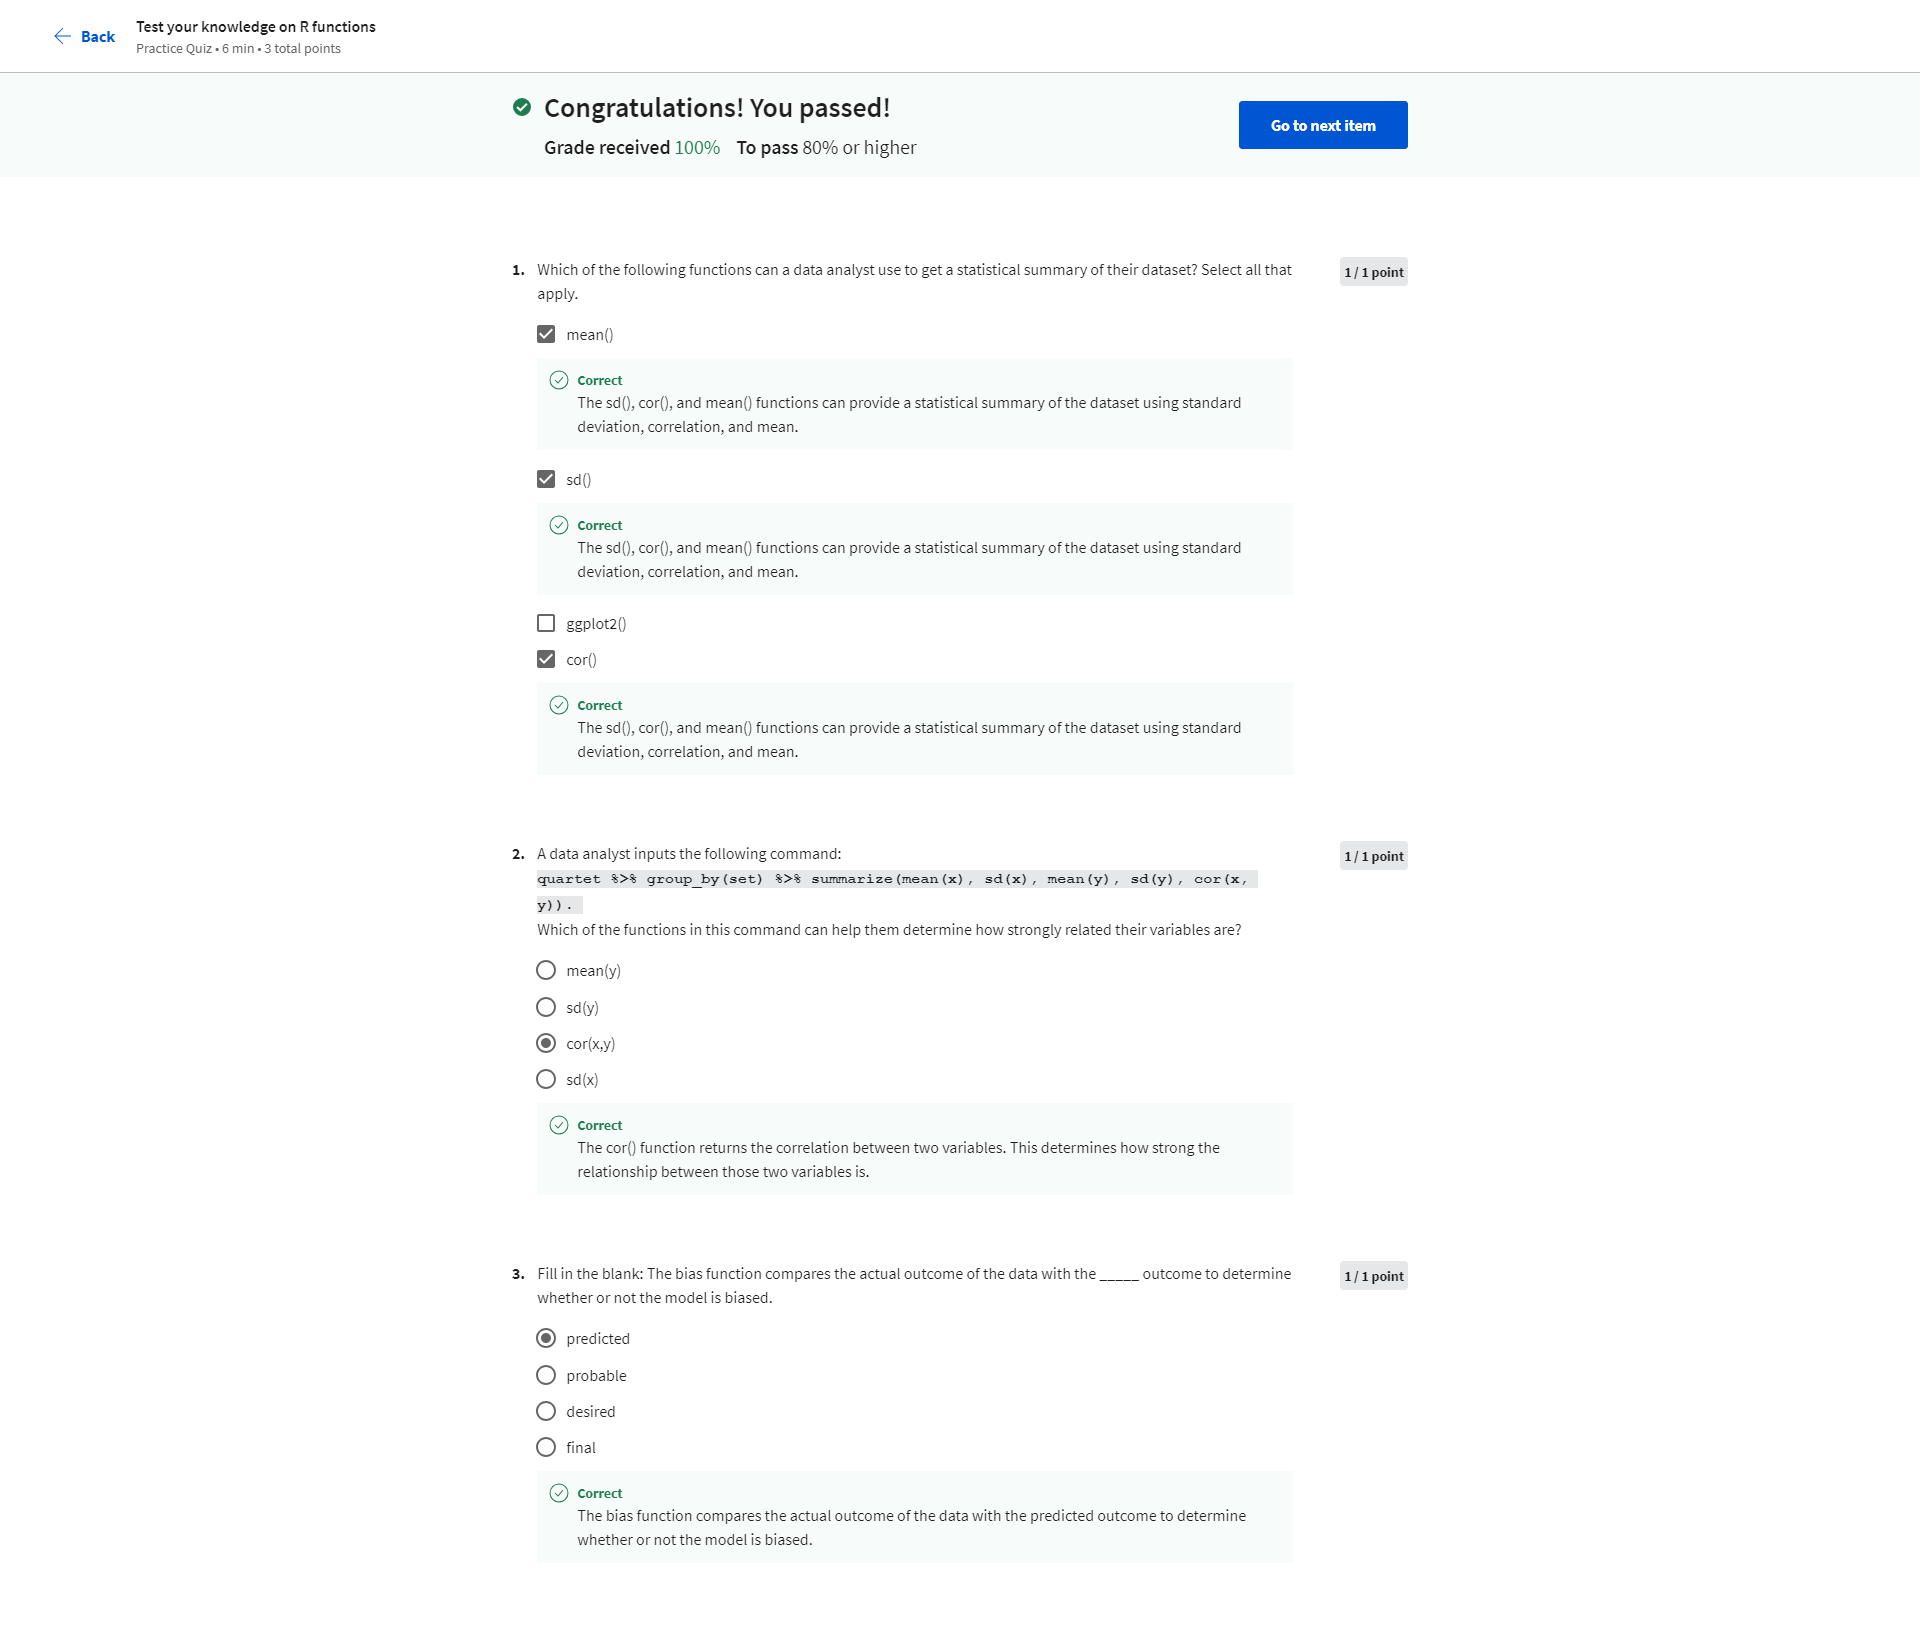 Back
Test your knowledge on R functions
Practice Quiz • 6 min • 3 total points
Congratulations! You passed!
Grade received 100% To pass 80% or higher
Go to next item
1. Which of the following functions can a data analyst use to get a statistical summary of their dataset? Select all that
apply.
1 / 1 point
mean()
Correct
The sd(), cor(), and mean() functions can provide a statistical summary of the dataset using standard
deviation, correlation, and mean.
sd()
Correct
The sd(), cor(), and mean() functions can provide a statistical summary of the dataset using standard
deviation, correlation, and mean.
ggplot2()
cor()
Correct
The sd(), cor(), and mean() functions can provide a statistical summary of the dataset using standard
deviation, correlation, and mean.
2. A data analyst inputs the following command:
1 / 1 point
quartet %>% group_by(set) %>% summarize(mean(x), sd(x), mean(y), sd(y), cor(x,
y)).
Which of the functions in this command can help them determine how strongly related their variables are?
mean(y)
sd(y)
cor(x,y)
sd(x)
Correct
The cor() function returns the correlation between two variables. This determines how strong the
relationship between those two variables is.
3. Fill in the blank: The bias function compares the actual outcome of the data with the _____ outcome to determine
whether or not the model is biased.
1 / 1 point
predicted
probable
desired
final
Correct
The bias function compares the actual outcome of the data with the predicted outcome to determine
whether or not the model is biased.